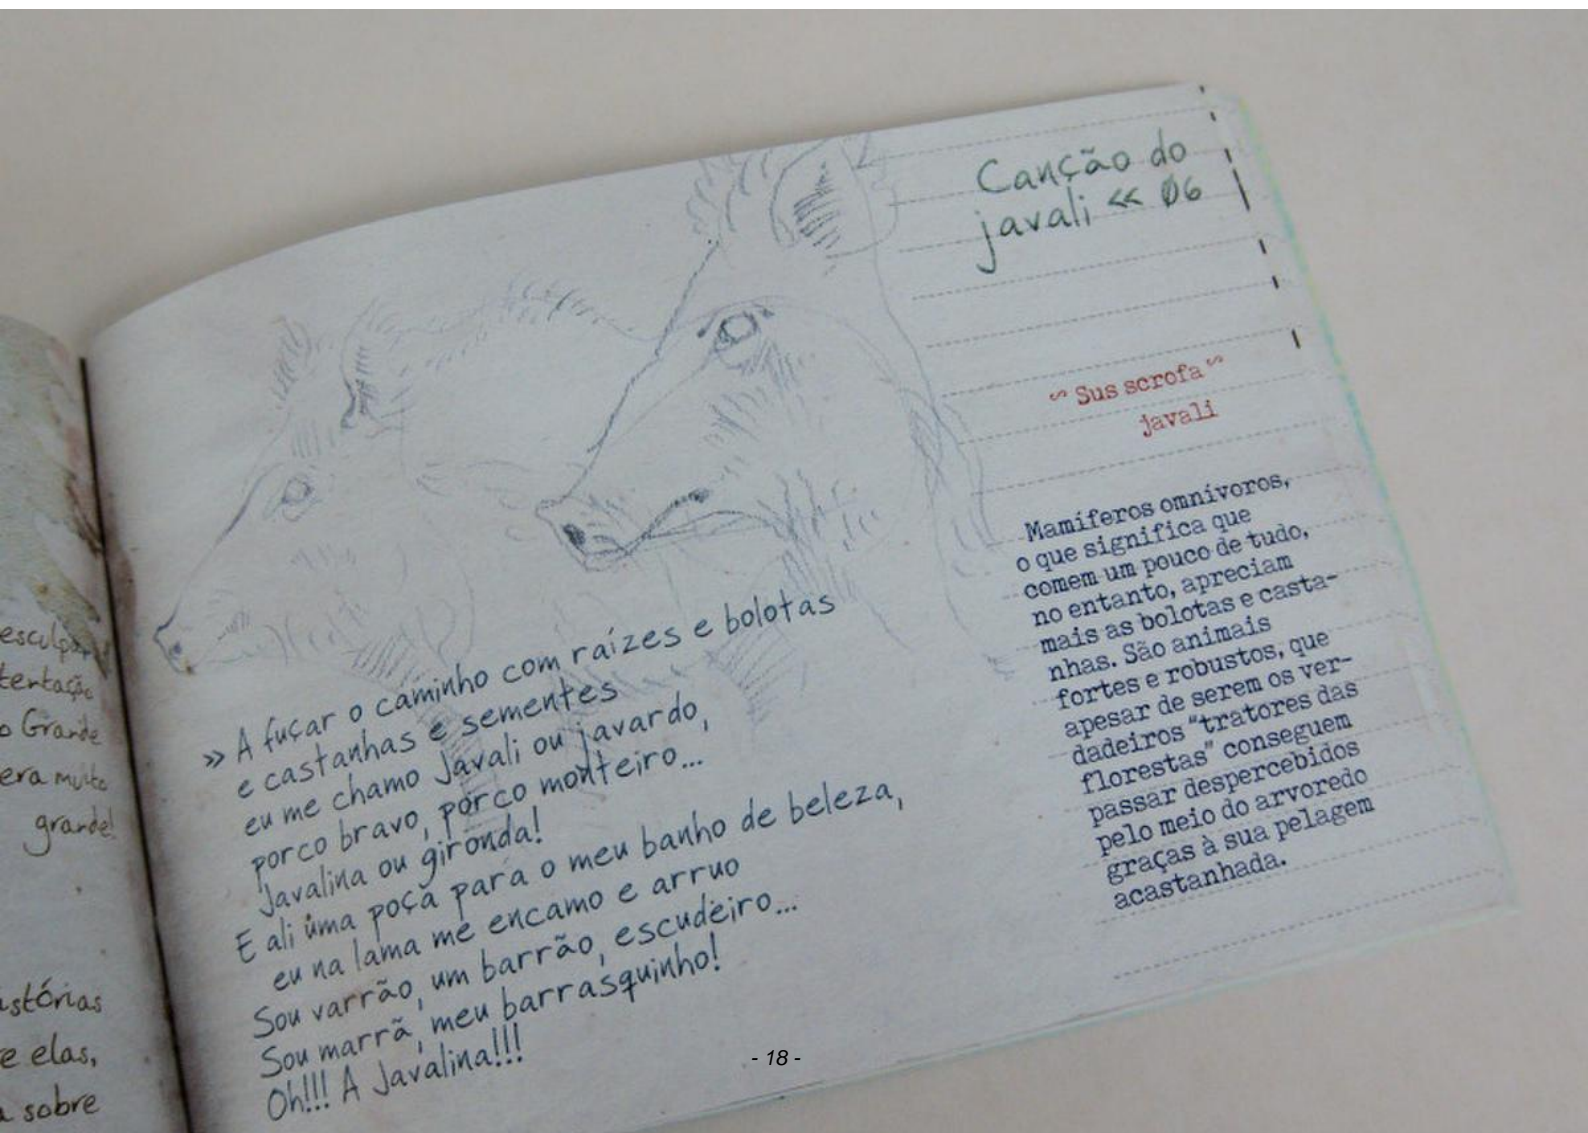 esculpa
tentação
o Grande
era muito
grande!
istórias
e elas,
a sobre
Canção do
javali << 06
Sus scrofa
javali
Mamíferos omnívoros,
o que significa que
comem um pouco de tudo,
no entanto, apreciam
mais as bolotas e casta-
nhas. São animais
fortes e robustos, que
apesar de serem os ver-
dadeiros "tratores das
florestas" conseguem
passar despercebidos
pelo meio do arvoredo
graças à sua pelagem
acastanhada.
>> A fuçar o caminho com raízes e bolotas
e castanhas e sementes
eu me chamo Javali ou javardo,
porco bravo, porco monteiro...
Javalina ou gironda!
E ali uma poça para o meu banho de beleza,
eu na lama me encamo e arruo
Sou varrão, um barrão, escudeiro...
Sou marrã, meu barrasquinho!
Oh!!! A Javalina!!!
- 18 -